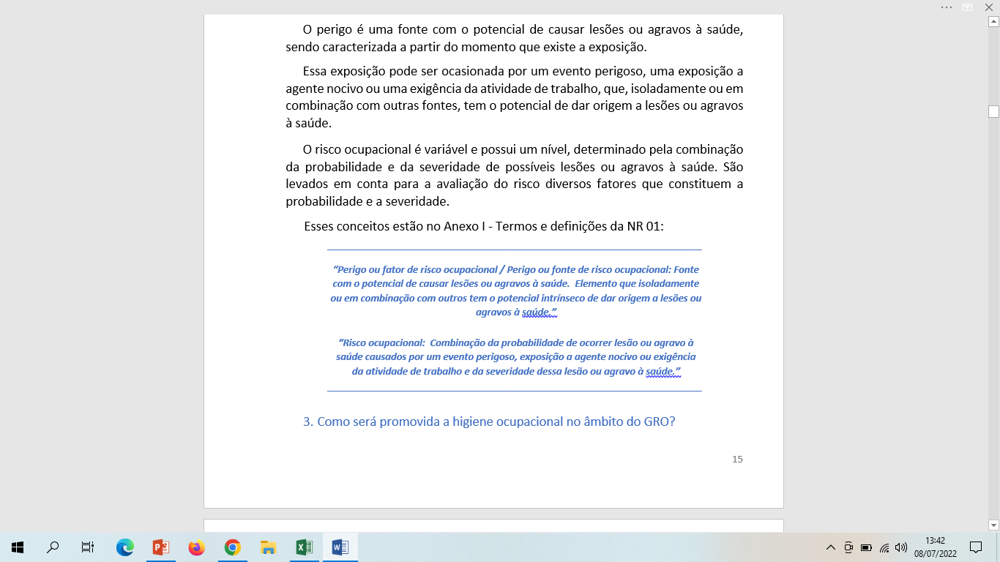 O perigo é uma fonte com o potencial de causar lesões ou agravos à saúde,
sendo caracterizada a partir do momento que existe a exposição.
Essa exposição pode ser ocasionada por um evento perigoso, uma exposição a
agente nocivo ou uma exigência da atividade de trabalho, que, isoladamente ou em
combinação com outras fontes, tem o potencial de dar origem a lesões ou agravos
à saúde.
O risco ocupacional é variável e possui um nível, determinado pela combinação
da probabilidade e da severidade de possíveis lesões ou agravos à saúde. São
levados em conta para a avaliação do risco diversos fatores que constituem a
probabilidade e a severidade.
Esses conceitos estão no Anexo I - Termos e definições da NR 01:
“Perigo ou fator de risco ocupacional / Perigo ou fonte de risco ocupacional: Fonte
com o potencial de causar lesões ou agravos à saúde. Elemento que isoladamente
ou em combinação com outros tem o potencial intrínseco de dar origem a lesões ou
agravos à saúde.”
“Risco ocupacional: Combinação da probabilidade de ocorrer lesão ou agravo à
saúde causados por um evento perigoso, exposição a agente nocivo ou exigência
da atividade de trabalho e da severidade dessa lesão ou agravo à saúde.”
3. Como será promovida a higiene ocupacional no âmbito do GRO?
15
13:42
08/07/2022